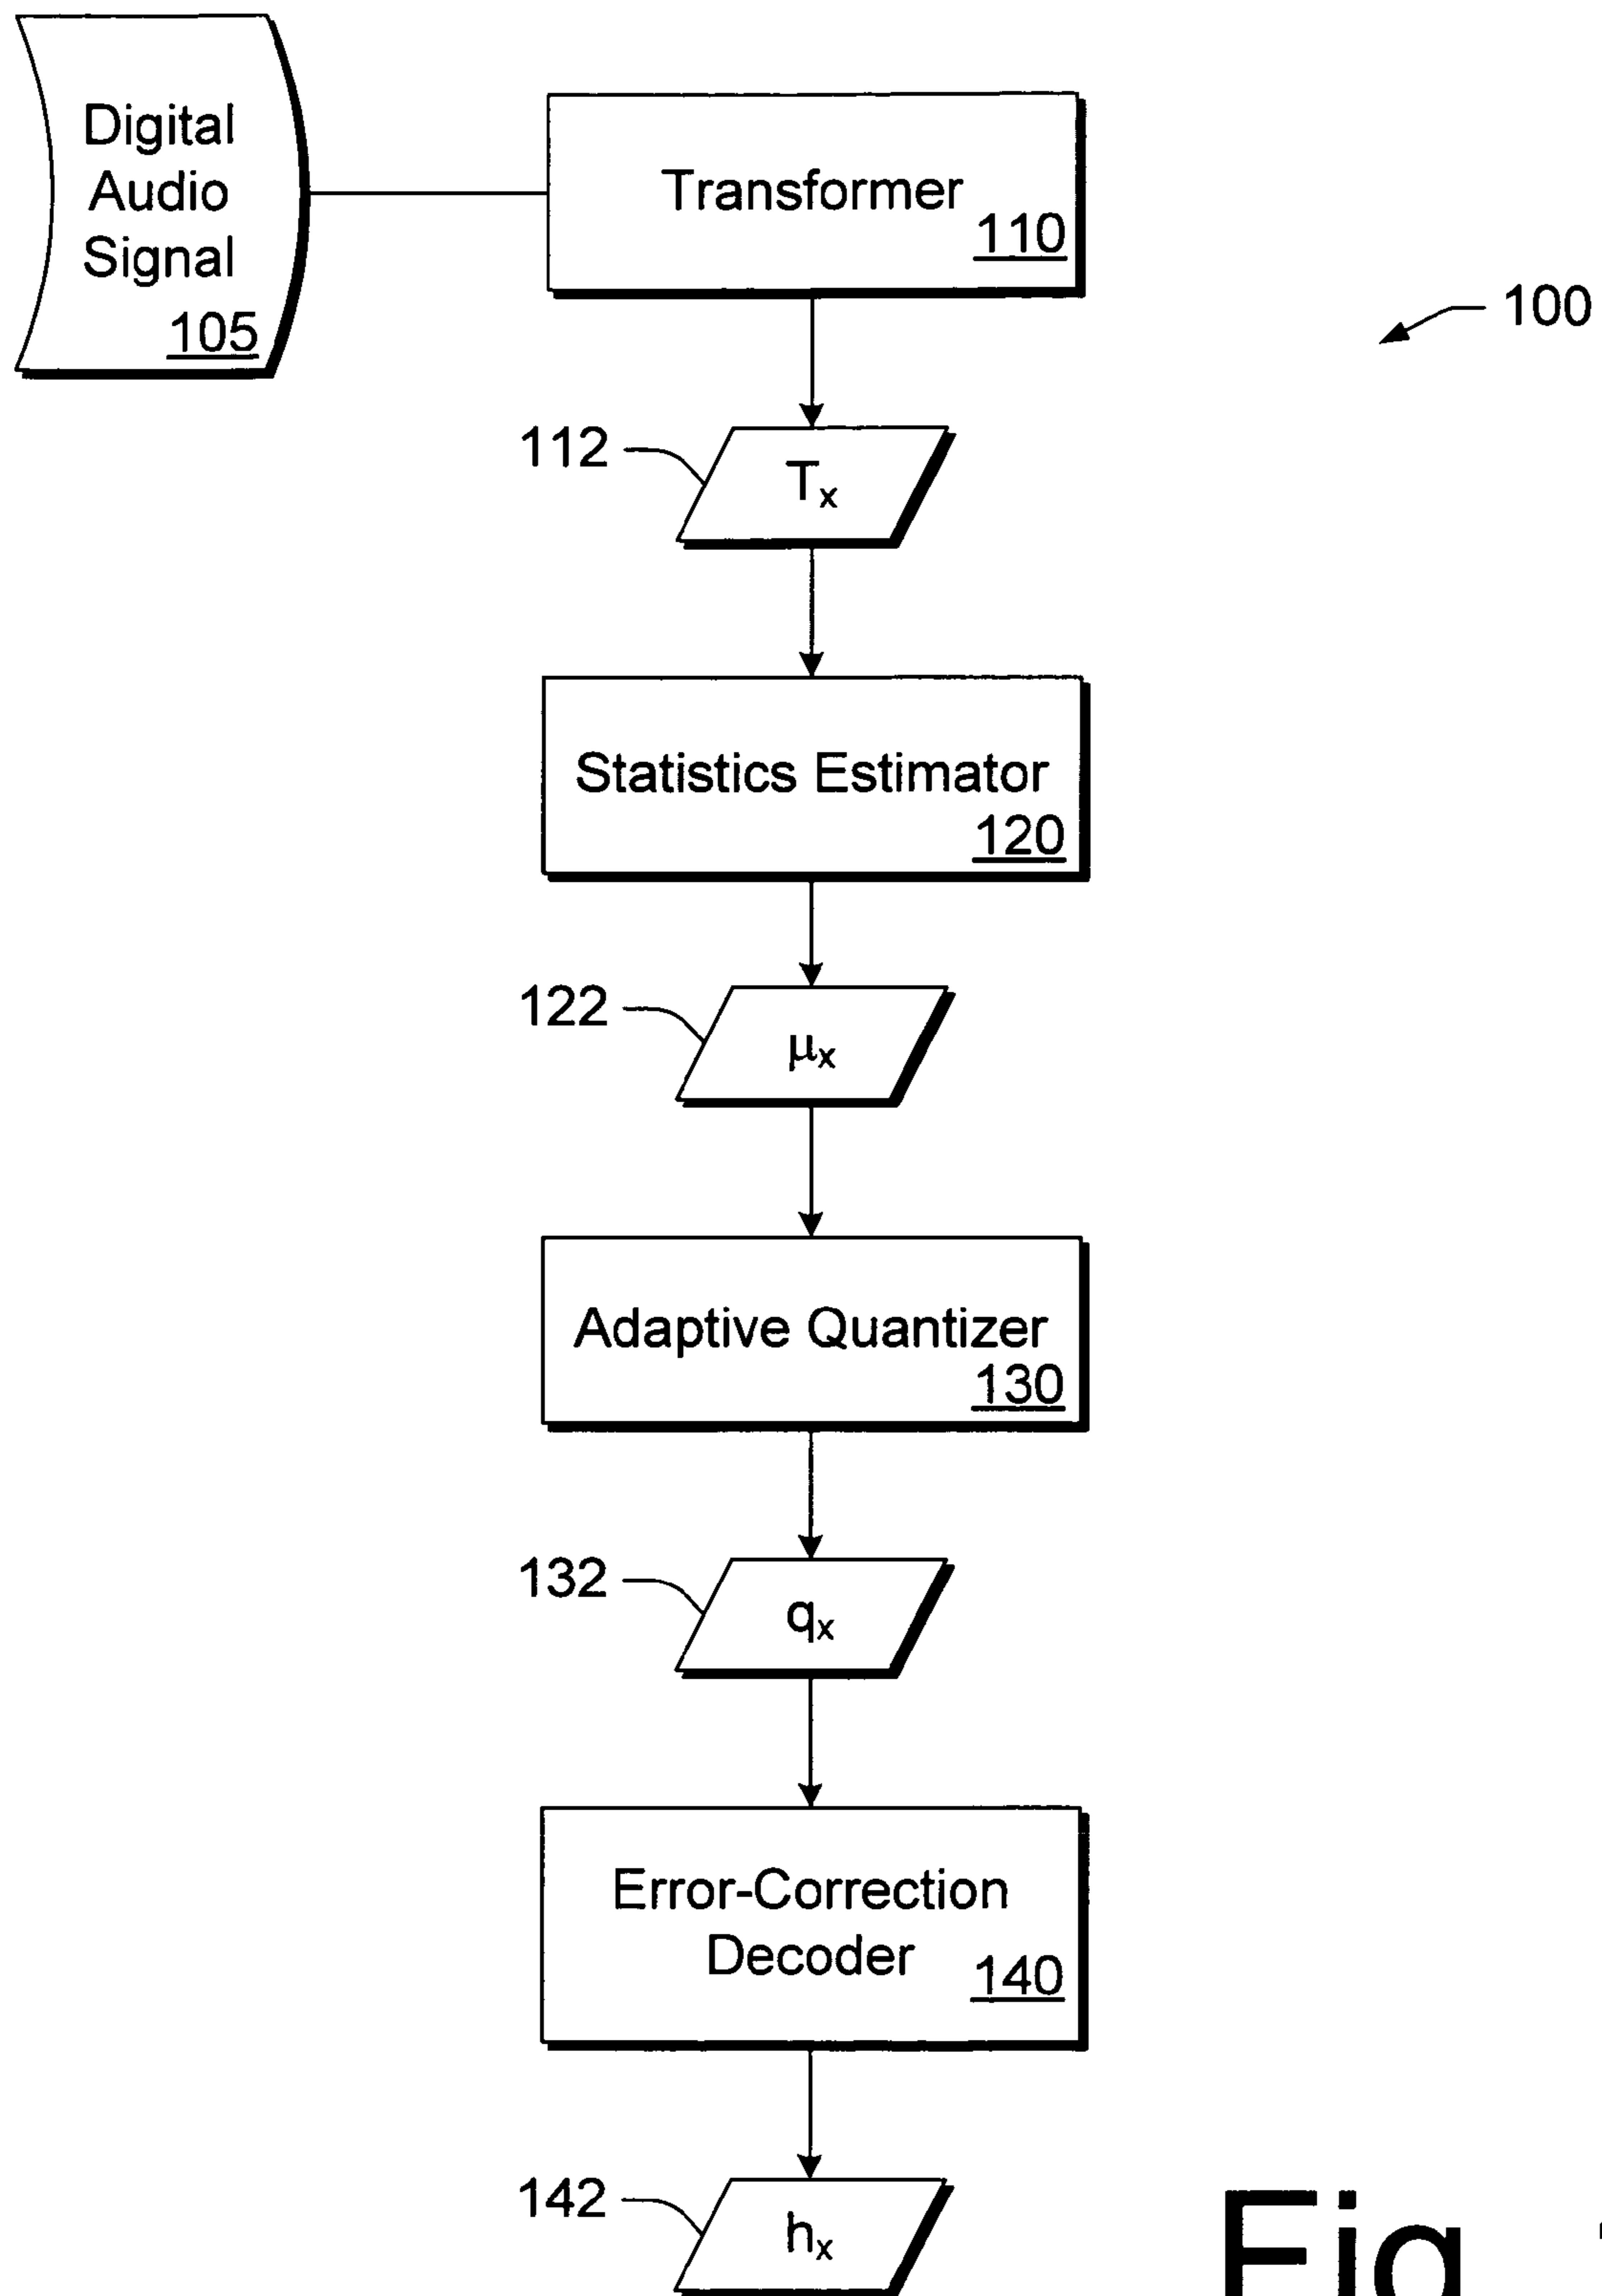 Digital
Audio
Signal
105
Transformer
110
100
112
Tₓ
Statistics Estimator
120
122
µₓ
Adaptive Quantizer
130
132
qₓ
Error-Correction
Decoder
140
142
hₓ
Fig